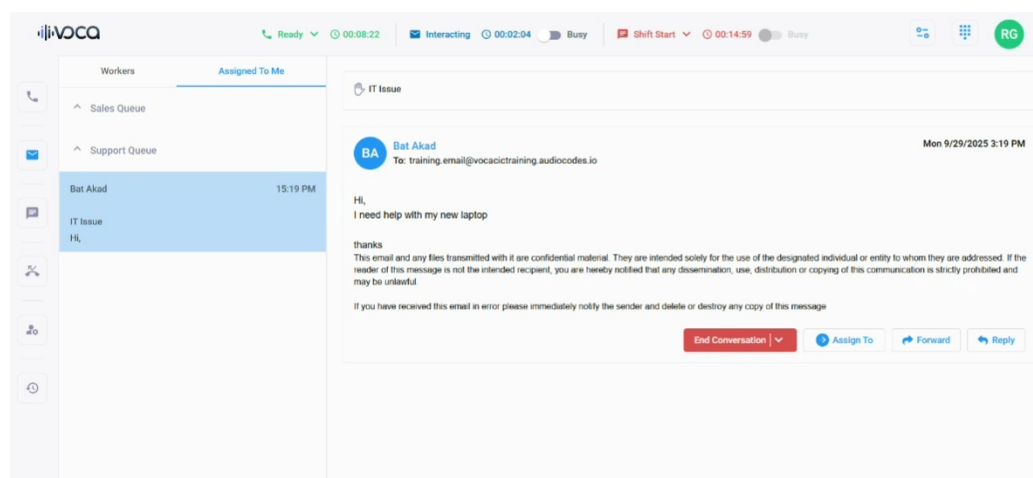 VOCA
Ready 00:08:22 Interacting 00:02:04 Busy Shift Start 00:14:59 Busy RG
Workers Assigned To Me
Sales Queue
Support Queue
Bat Akad 15:19 PM
IT Issue
Hi,
IT Issue
BA
Bat Akad Mon 9/29/2025 3:19 PM
To: training.email@vocacictraining.audiocodes.io
Hi,
I need help with my new laptop
thanks
This email and any files transmitted with it are confidential material. They are intended solely for the use of the designated individual or entity to whom they are addressed. If the
reader of this message is not the intended recipient, you are hereby notified that any dissemination, use, distribution or copying of this communication is strictly prohibited and
may be unlawful
If you have received this email in error please immediately notify the sender and delete or destroy any copy of this message
End Conversation Assign To Forward Reply